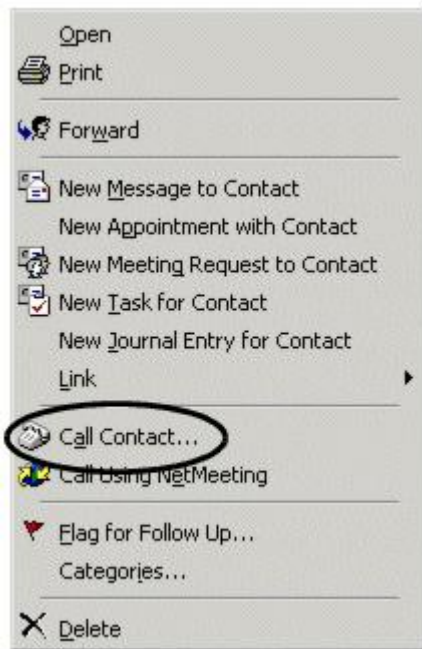 Open
Print
Forward
New Message to Contact
New Appointment with Contact
New Meeting Request to Contact
New Task for Contact
New Journal Entry for Contact
Link
Call Contact...
Call Using NetMeeting
Flag for Follow Up...
Categories...
Delete